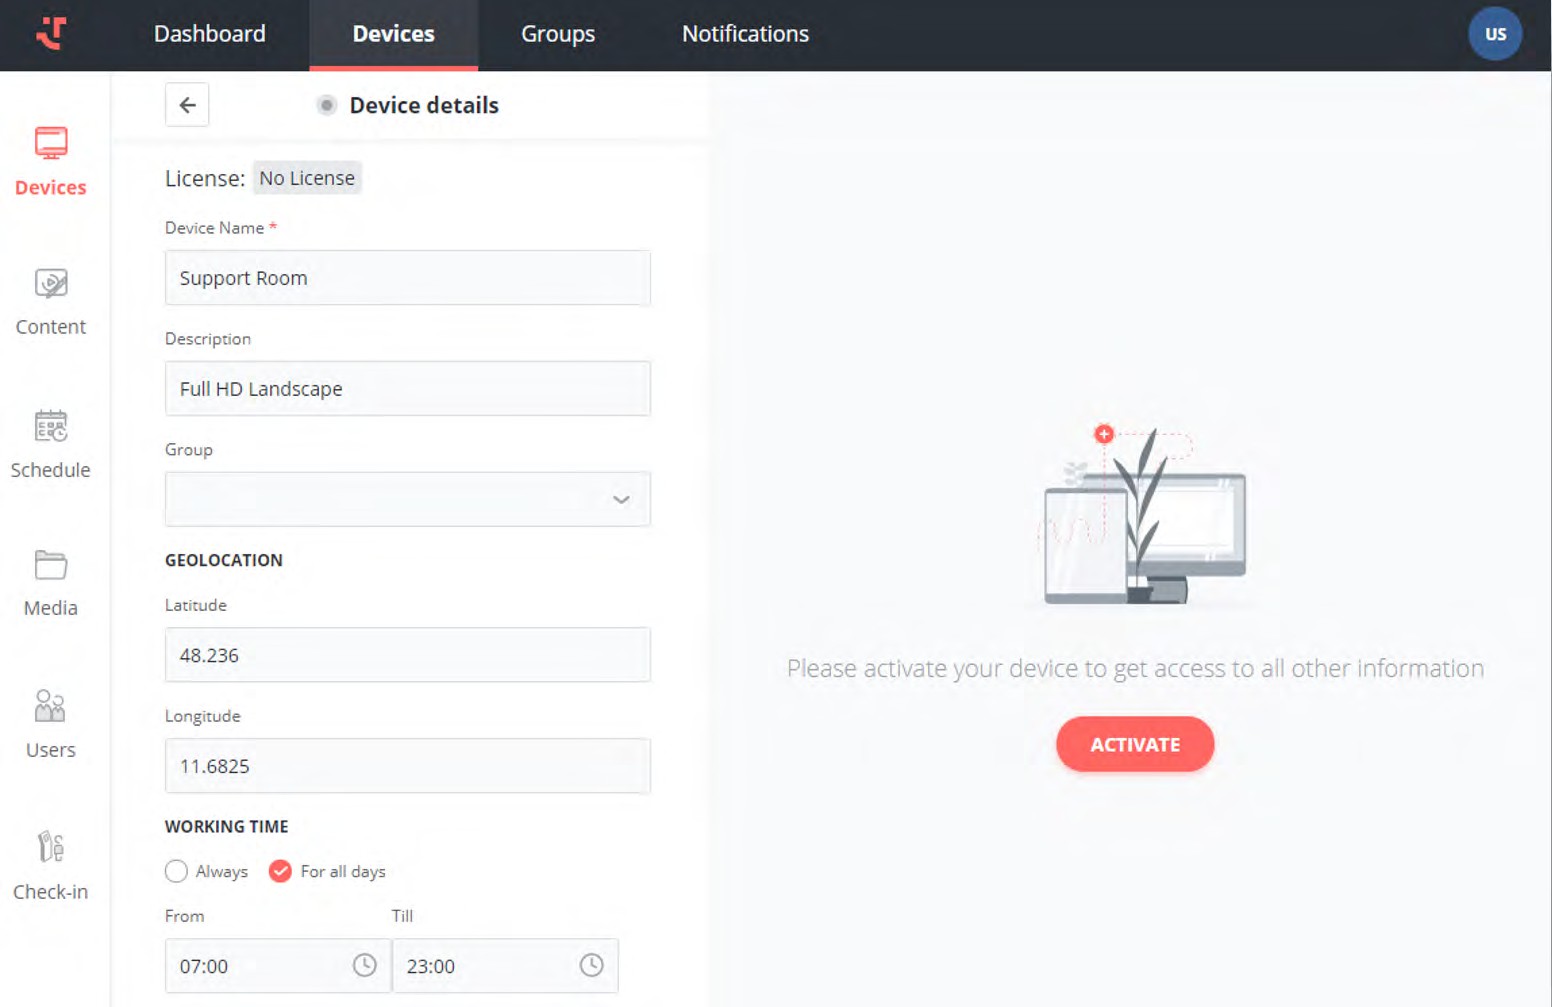 Dashboard
Devices
Groups
Notifications
US
Devices
Content
Schedule
Media
Users
Check-in
Device details
License: No License
Device Name *
Support Room
Description
Full HD Landscape
Group
GEOLOCATION
Latitude
48.236
Longitude
11.6825
WORKING TIME
Always
For all days
From
Till
07:00
23:00
Please activate your device to get access to all other information
ACTIVATE